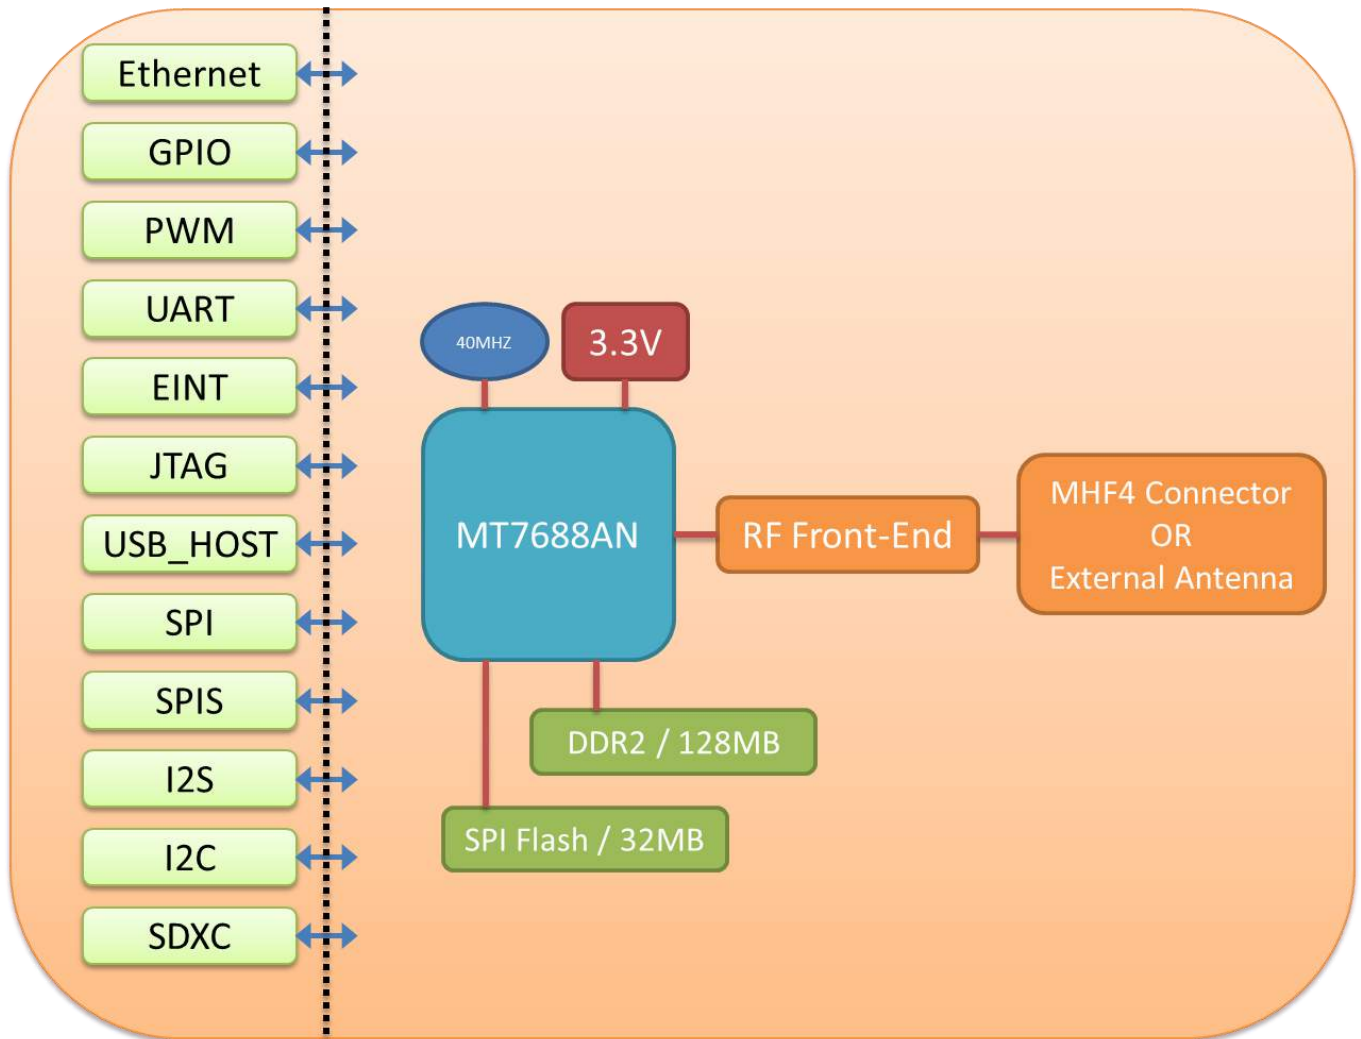 Ethernet
GPIO
PWM
UART
EINT
JTAG
USB_HOST
SPI
SPIS
I2S
I2C
SDXC
40MHZ
3.3V
MT7688AN
RF Front-End
MHF4 Connector
OR
External Antenna
DDR2 / 128MB
SPI Flash / 32MB